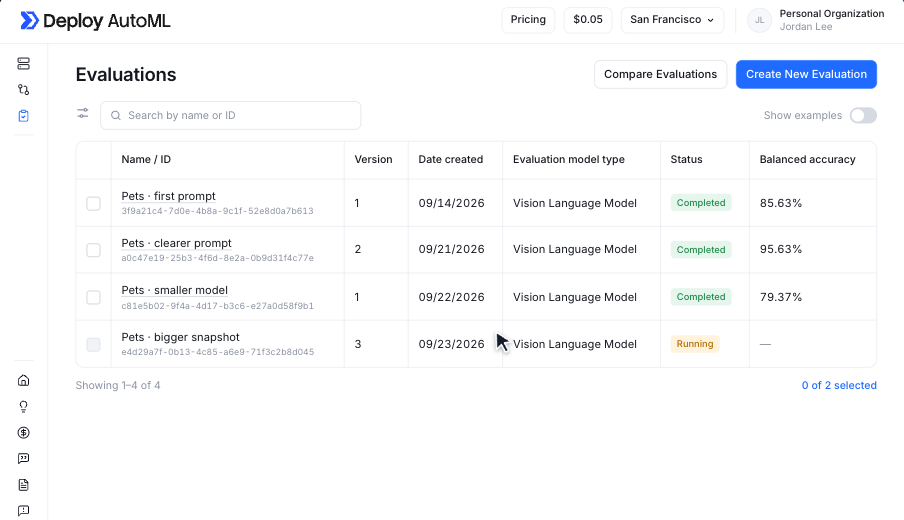 Deploy AutoML
Pricing
$0.05
San Francisco
JL
Personal Organization
Jordan Lee
Evaluations
Compare Evaluations
Create New Evaluation
Search by name or ID
Show examples
Name / ID Version Date created Evaluation model type Status Balanced accuracy
Pets · first prompt
3f9a21c4-7d0e-4b8a-9c1f-52e8d0a7b613
1 09/14/2026 Vision Language Model Completed 85.63%
Pets · clearer prompt
a0c47e19-25b3-4f6d-8e2a-0b9d31f4c77e
2 09/21/2026 Vision Language Model Completed 95.63%
Pets · smaller model
c81e5b02-9f4a-4d17-b3c6-e27a0d58f9b1
1 09/22/2026 Vision Language Model Completed 79.37%
Pets · bigger snapshot
e4d29a7f-0b13-4c85-a6e9-71f3c2b8d045
3 09/23/2026 Vision Language Model Running —
Showing 1–4 of 4
0 of 2 selected